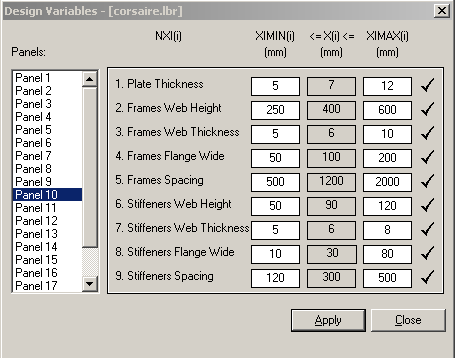 Design Variables - [corsaire.lbr]
NXI(i) XIMIN(i) <= X(i) <= XIMAX(i)
Panels: (mm) (mm) (mm)
Panel 1
Panel 2
Panel 3
Panel 4
Panel 5
Panel 6
Panel 7
Panel 8
Panel 9
Panel 10
Panel 11
Panel 12
Panel 13
Panel 14
Panel 15
Panel 16
Panel 17
1. Plate Thickness 5 7 12
2. Frames Web Height 250 400 600
3. Frames Web Thickness 5 6 10
4. Frames Flange Wide 50 100 200
5. Frames Spacing 500 1200 2000
6. Stiffeners Web Height 50 90 120
7. Stiffeners Web Thickness 5 6 8
8. Stiffeners Flange Wide 10 30 80
9. Stiffeners Spacing 120 300 500
Apply Close